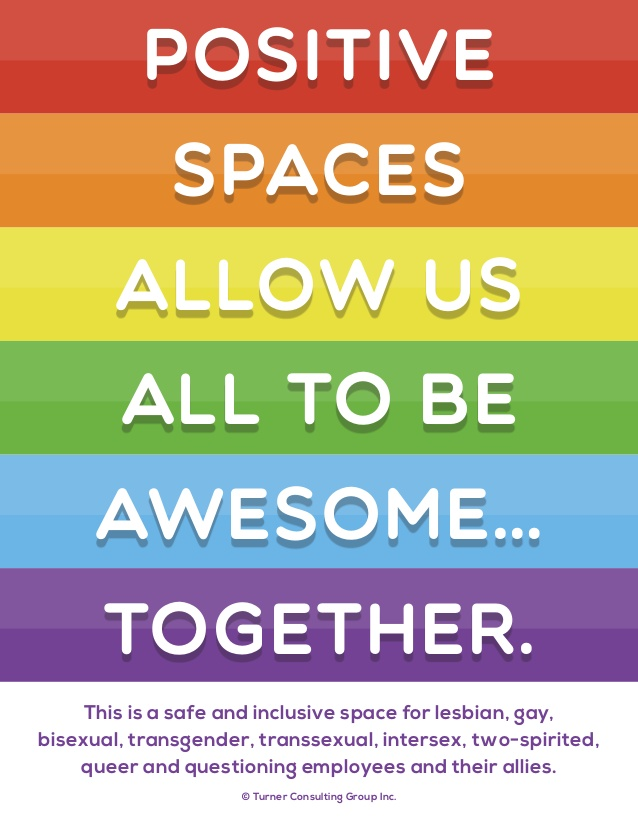 POSITIVE
SPACES
ALLOW US
ALL TO BE
AWESOME...
TOGETHER.
This is a safe and inclusive space for lesbian, gay,
bisexual, transgender, transsexual, intersex, two-spirited,
queer and questioning employees and their allies.
© Turner Consulting Group Inc.